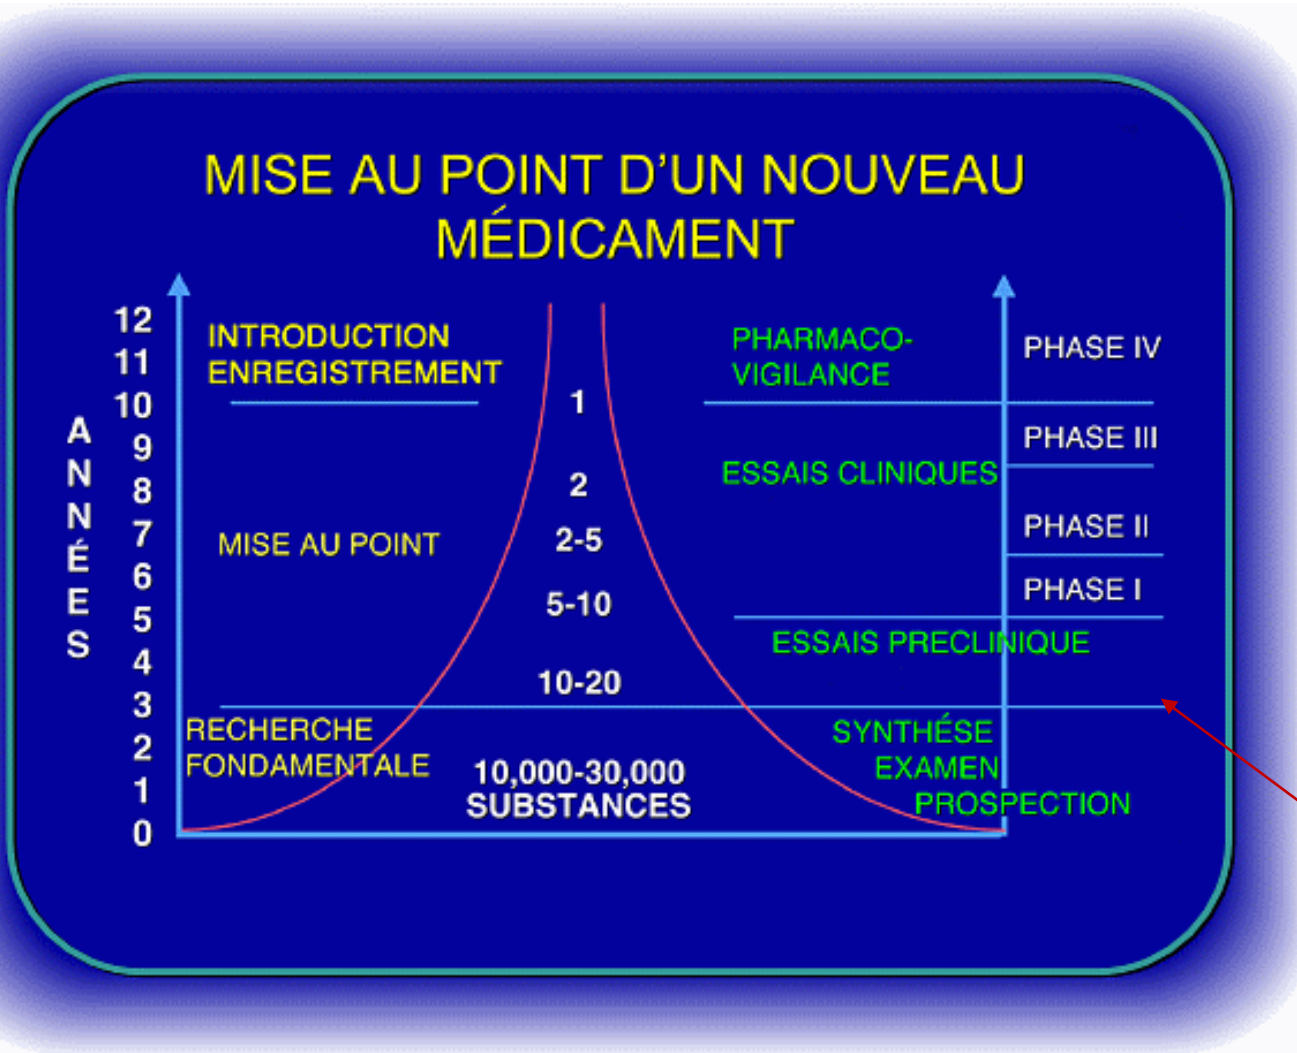 MISE AU POINT D'UN NOUVEAU
MÉDICAMENT
ANNÉES
12
11
10
9
8
7
6
5
4
3
2
1
0
INTRODUCTION
ENREGISTREMENT
MISE AU POINT
RECHERCHE
FONDAMENTALE
1
2
2-5
5-10
10-20
10,000-30,000
SUBSTANCES
PHARMACO-
VIGILANCE
ESSAIS CLINIQUES
ESSAIS PRECLINIQUE
SYNTHÉSE
EXAMEN
PROSPECTION
PHASE IV
PHASE III
PHASE II
PHASE I